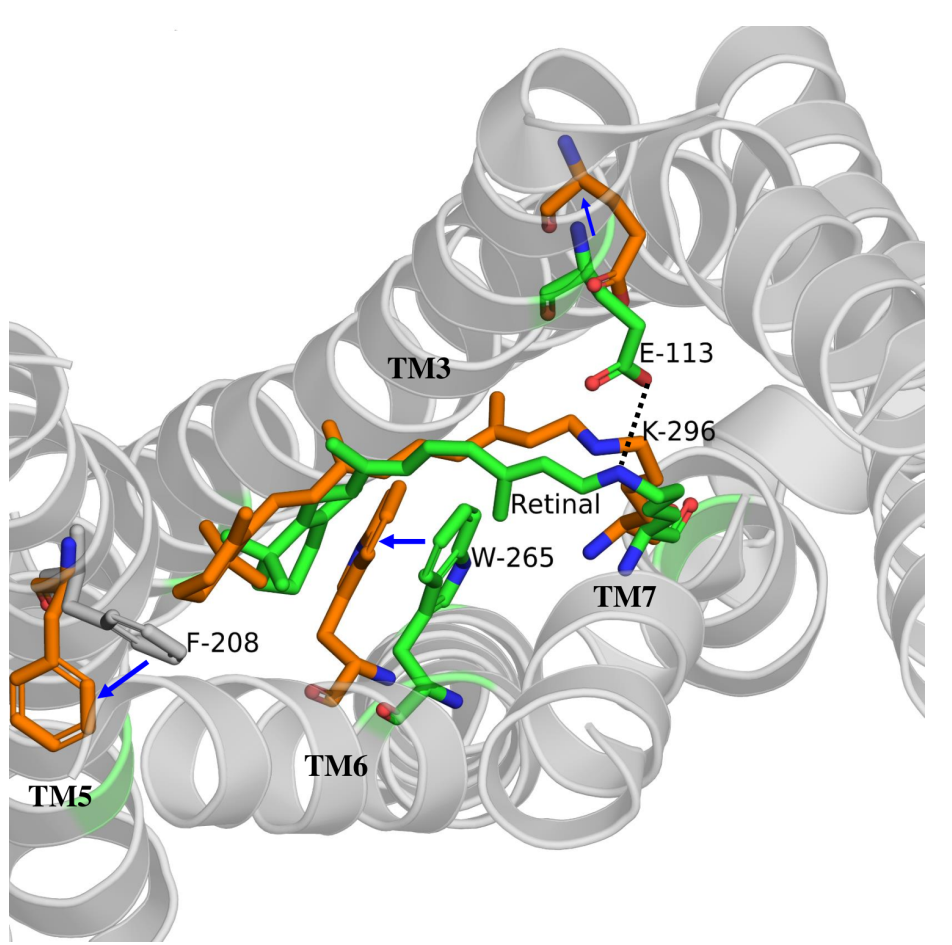 E-113
TM3
K-296
Retinal
W-265
TM7
F-208
TM6
TM5